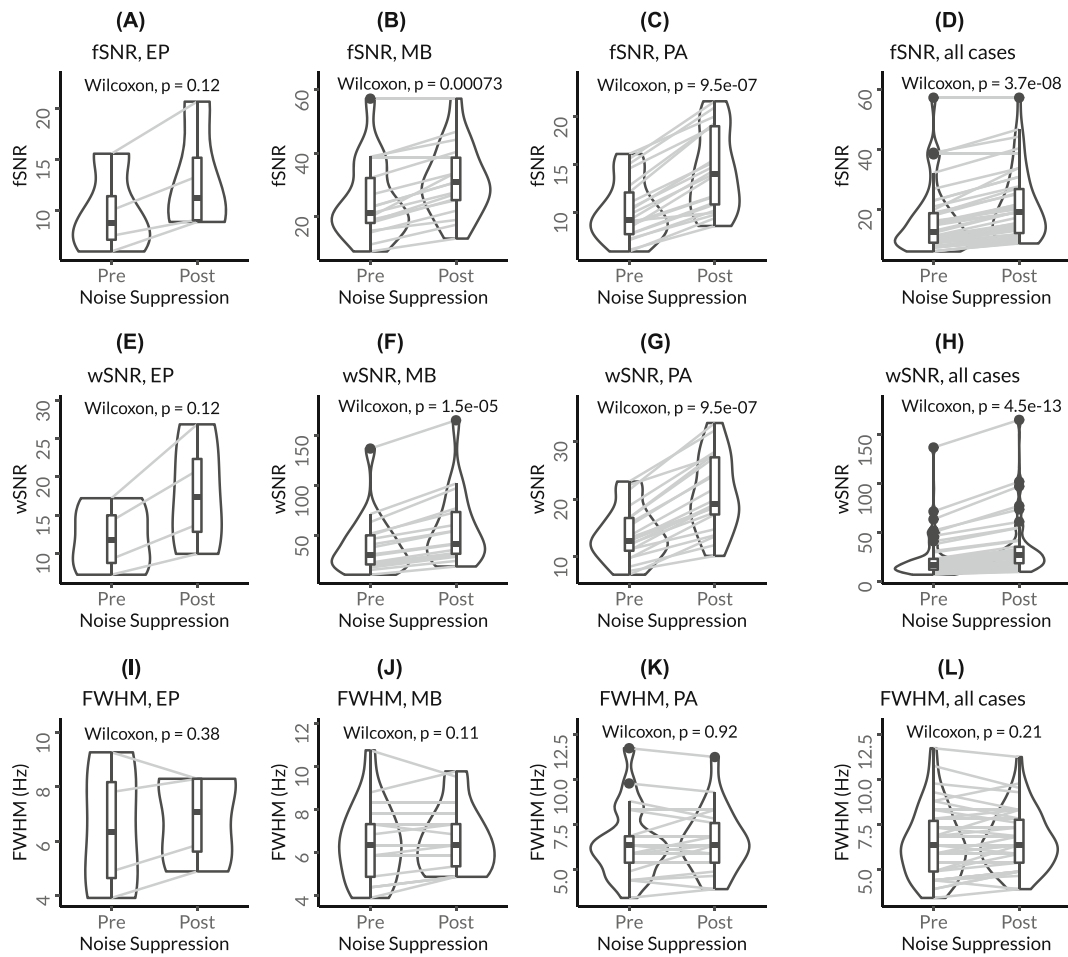 (A)
fSNR, EP
Wilcoxon, p = 0.12
fSNR
20
15
10
Pre Post
Noise Suppression
(B)
fSNR, MB
Wilcoxon, p = 0.00073
fSNR
60
40
20
Pre Post
Noise Suppression
(C)
fSNR, PA
Wilcoxon, p = 9.5e-07
fSNR
20
15
10
Pre Post
Noise Suppression
(D)
fSNR, all cases
Wilcoxon, p = 3.7e-08
fSNR
60
40
20
Pre Post
Noise Suppression
(E)
wSNR, EP
Wilcoxon, p = 0.12
wSNR
30
25
20
15
10
Pre Post
Noise Suppression
(F)
wSNR, MB
Wilcoxon, p = 1.5e-05
wSNR
150
100
50
Pre Post
Noise Suppression
(G)
wSNR, PA
Wilcoxon, p = 9.5e-07
wSNR
30
20
10
Pre Post
Noise Suppression
(H)
wSNR, all cases
Wilcoxon, p = 4.5e-13
wSNR
150
100
50
0
Pre Post
Noise Suppression
(I)
FWHM, EP
Wilcoxon, p = 0.38
FWHM (Hz)
10
8
6
4
Pre Post
Noise Suppression
(J)
FWHM, MB
Wilcoxon, p = 0.11
FWHM (Hz)
12
10
8
6
4
Pre Post
Noise Suppression
(K)
FWHM, PA
Wilcoxon, p = 0.92
FWHM (Hz)
12.5
10.0
7.5
5.0
Pre Post
Noise Suppression
(L)
FWHM, all cases
Wilcoxon, p = 0.21
FWHM (Hz)
12.5
10.0
7.5
5.0
Pre Post
Noise Suppression